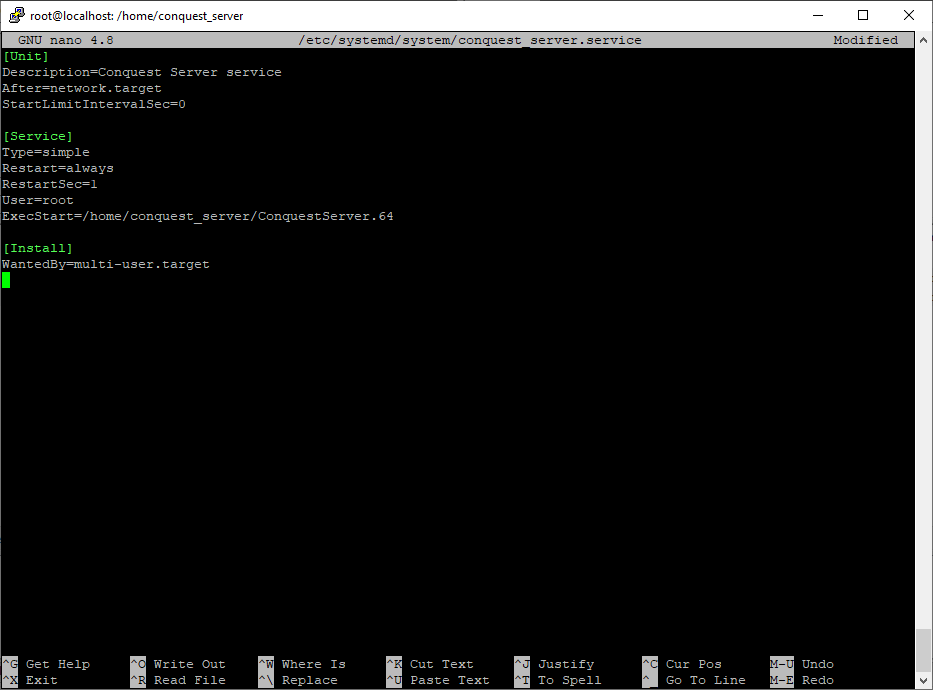 root@localhost: /home/conquest_server
GNU nano 4.8 /etc/systemd/system/conquest_server.service Modified
[Unit]
Description=Conquest Server service
After=network.target
StartLimitIntervalSec=0
[Service]
Type=simple
Restart=always
RestartSec=1
User=root
ExecStart=/home/conquest_server/ConquestServer.64
[Install]
WantedBy=multi-user.target
^G Get Help ^O Write Out ^W Where Is ^K Cut Text ^J Justify ^C Cur Pos M-U Undo
^X Exit ^R Read File ^\ Replace ^U Paste Text ^T To Spell ^_ Go To Line M-E Redo